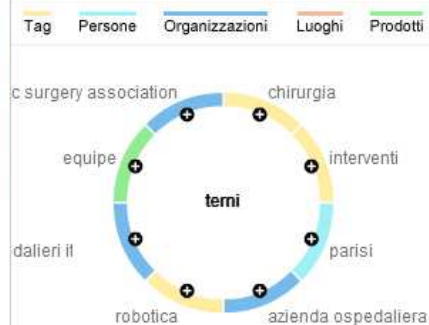 Tag Persone Organizzazioni Luoghi Prodotti
c surgery association chirurgia
equipe interventi
terni
dalieri it parisi
robotica azienda ospedaliera